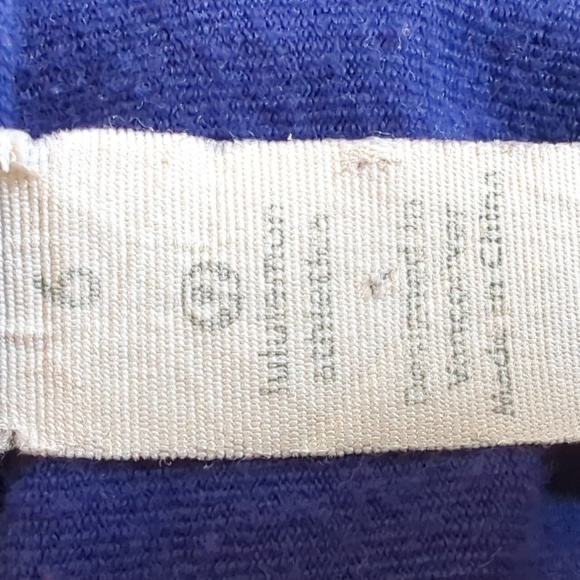 6
lululemon
athletica
Designed in
Vancouver
Made in China